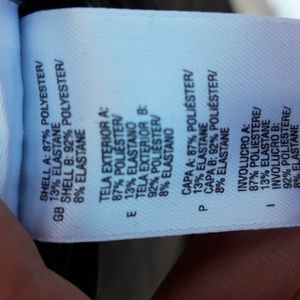 SHELL A: 87% POLYESTER/
13% ELASTANE
SHELL B: 92% POLYESTER/
GB 8% ELASTANE
TELA EXTERIOR A:
87% POLIÉSTER/
13% ELASTANO
TELA EXTERIOR B:
92% POLIÉSTER/
E 8% ELASTANO
CAPA A: 87% POLIÉSTER/
13% ELASTANE
CAPA B: 92% POLIÉSTER/
P 8% ELASTANE
INVOLUCRO A:
87% POLIESTERE/
13% ELASTANE
INVOLUCRO B:
92% POLIESTERE/
I 8% ELASTANE